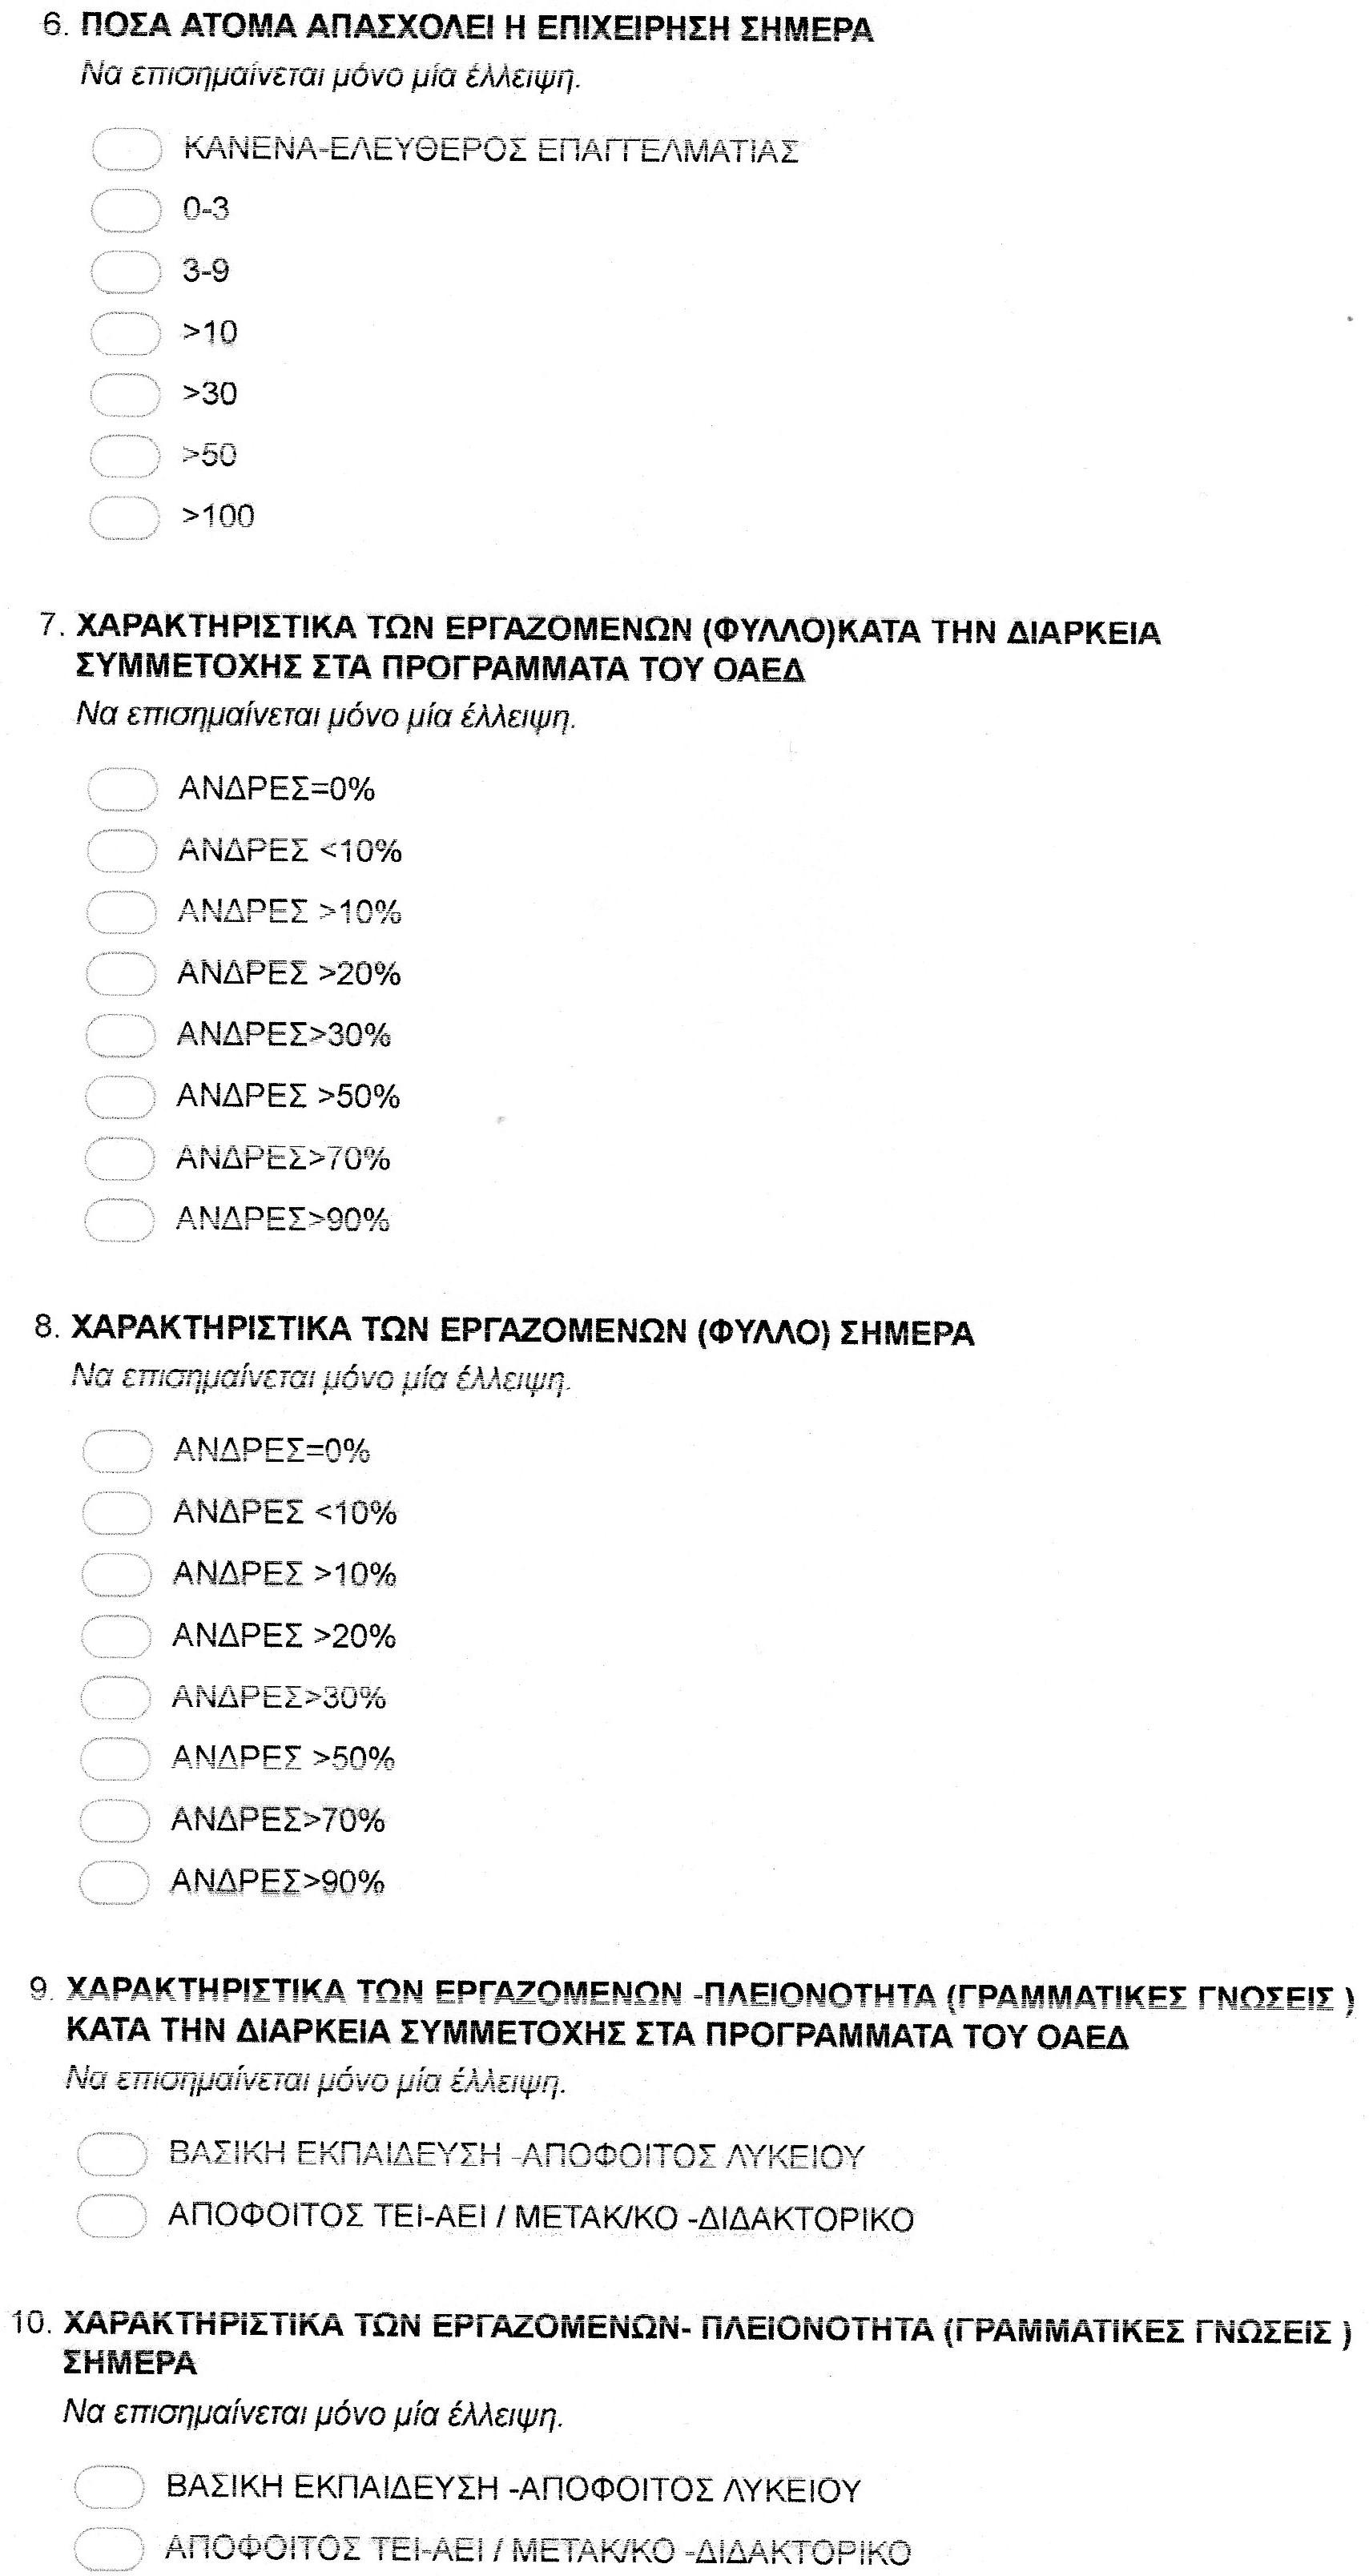 6. ΠΟΣΑ ΑΤΟΜΑ ΑΠΑΣΧΟΛΕΙ Η ΕΠΙΧΕΙΡΗΣΗ ΣΗΜΕΡΑ
Να επισημαίνεται μόνο μία έλλειψη.
ΚΑΝΕΝΑ-ΕΛΕΥΘΕΡΟΣ ΕΠΑΓΓΕΛΜΑΤΙΑΣ
0-3
3-9
>10
>30
>50
>100
7. ΧΑΡΑΚΤΗΡΙΣΤΙΚΑ ΤΩΝ ΕΡΓΑΖΟΜΕΝΩΝ (ΦΥΛΛΟ)ΚΑΤΑ ΤΗΝ ΔΙΑΡΚΕΙΑ
ΣΥΜΜΕΤΟΧΗΣ ΣΤΑ ΠΡΟΓΡΑΜΜΑΤΑ ΤΟΥ ΟΑΕΔ
Να επισημαίνεται μόνο μία έλλειψη.
ΑΝΔΡΕΣ=0%
ΑΝΔΡΕΣ <10%
ΑΝΔΡΕΣ >10%
ΑΝΔΡΕΣ >20%
ΑΝΔΡΕΣ>30%
ΑΝΔΡΕΣ >50%
ΑΝΔΡΕΣ>70%
ΑΝΔΡΕΣ>90%
8. ΧΑΡΑΚΤΗΡΙΣΤΙΚΑ ΤΩΝ ΕΡΓΑΖΟΜΕΝΩΝ (ΦΥΛΛΟ) ΣΗΜΕΡΑ
Να επισημαίνεται μόνο μία έλλειψη.
ΑΝΔΡΕΣ=0%
ΑΝΔΡΕΣ <10%
ΑΝΔΡΕΣ >10%
ΑΝΔΡΕΣ >20%
ΑΝΔΡΕΣ>30%
ΑΝΔΡΕΣ >50%
ΑΝΔΡΕΣ>70%
ΑΝΔΡΕΣ>90%
9. ΧΑΡΑΚΤΗΡΙΣΤΙΚΑ ΤΩΝ ΕΡΓΑΖΟΜΕΝΩΝ -ΠΛΕΙΟΝΟΤΗΤΑ (ΓΡΑΜΜΑΤΙΚΕΣ ΓΝΩΣΕΙΣ )
ΚΑΤΑ ΤΗΝ ΔΙΑΡΚΕΙΑ ΣΥΜΜΕΤΟΧΗΣ ΣΤΑ ΠΡΟΓΡΑΜΜΑΤΑ ΤΟΥ ΟΑΕΔ
Να επισημαίνεται μόνο μία έλλειψη.
ΒΑΣΙΚΗ ΕΚΠΑΙΔΕΥΣΗ -ΑΠΟΦΟΙΤΟΣ ΛΥΚΕΙΟΥ
ΑΠΟΦΟΙΤΟΣ ΤΕΙ-ΑΕΙ / ΜΕΤΑΚ/ΚΟ -ΔΙΔΑΚΤΟΡΙΚΟ
10. ΧΑΡΑΚΤΗΡΙΣΤΙΚΑ ΤΩΝ ΕΡΓΑΖΟΜΕΝΩΝ- ΠΛΕΙΟΝΟΤΗΤΑ (ΓΡΑΜΜΑΤΙΚΕΣ ΓΝΩΣΕΙΣ )
ΣΗΜΕΡΑ
Να επισημαίνεται μόνο μία έλλειψη.
ΒΑΣΙΚΗ ΕΚΠΑΙΔΕΥΣΗ -ΑΠΟΦΟΙΤΟΣ ΛΥΚΕΙΟΥ
ΑΠΟΦΟΙΤΟΣ ΤΕΙ-ΑΕΙ / ΜΕΤΑΚ/ΚΟ -ΔΙΔΑΚΤΟΡΙΚΟ